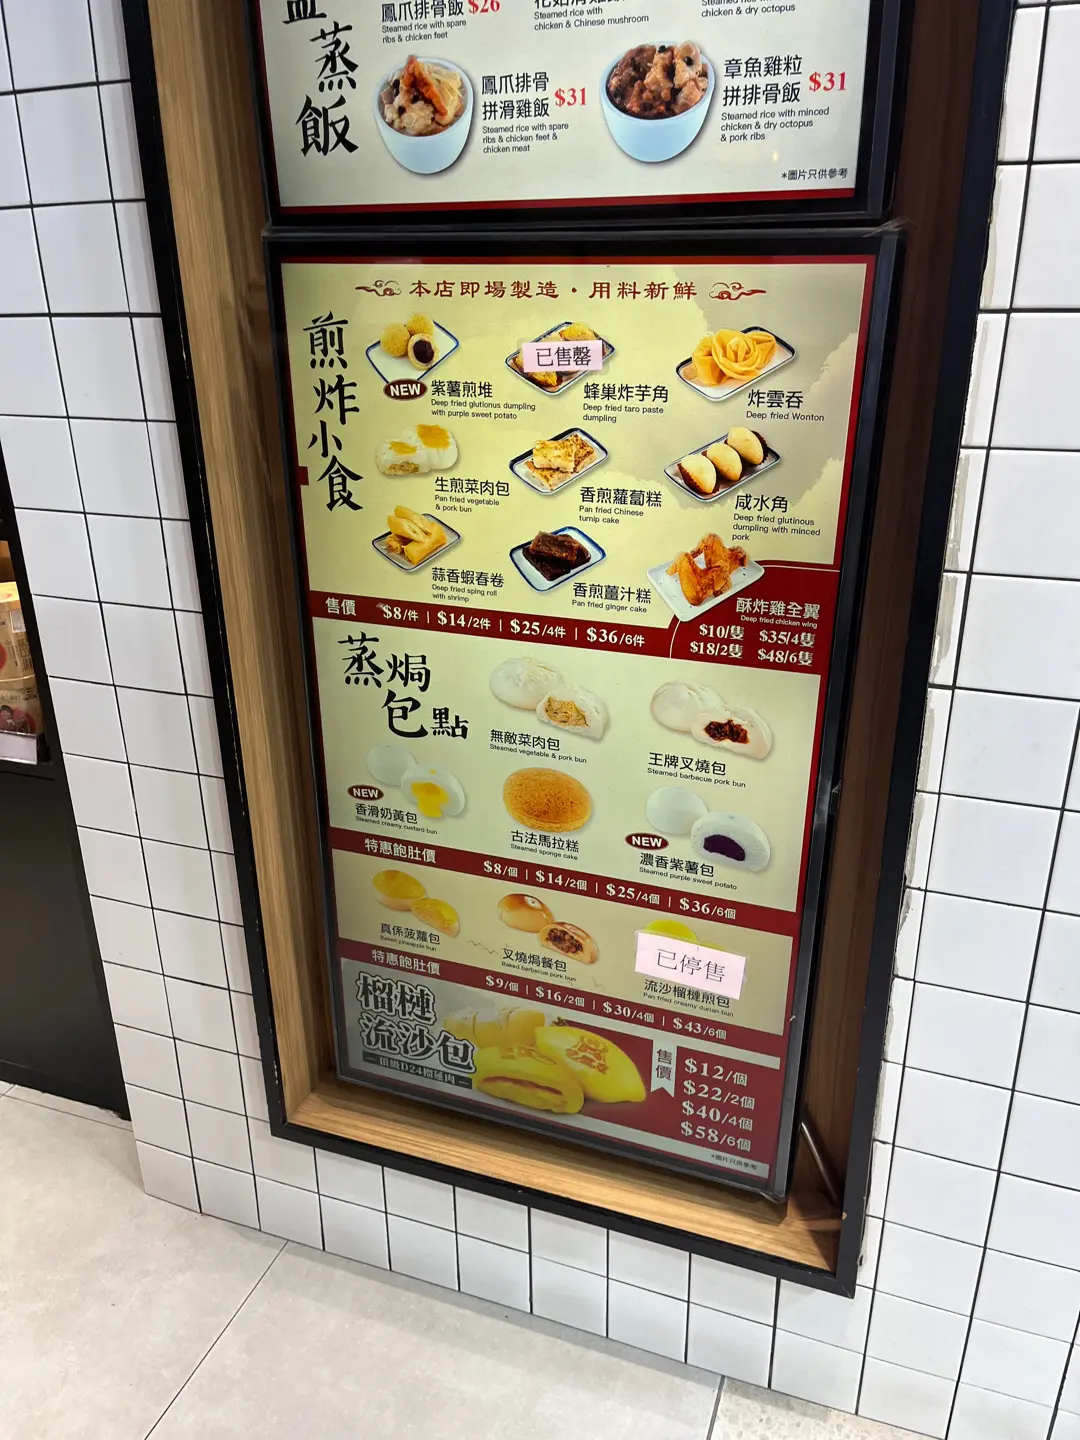 蒸飯
鳳爪排骨飯 $26
Steamed rice with spare
ribs & chicken feet
Steamed rice with
chicken & Chinese mushroom
chicken & dry octopus
鳳爪排骨
拼滑雞飯 $31
Steamed rice with spare
ribs & chicken feet &
chicken meat
章魚雞粒
拼排骨飯 $31
Steamed rice with minced
chicken & dry octopus
& pork ribs
*圖片只供參考
本店即場製造・用料新鮮
煎炸小食
NEW 紫薯煎堆
Deep fried glutionus dumpling
with purple sweet potato
已售罄
蜂巢炸芋角
Deep fried taro paste
dumpling
炸雲吞
Deep fried Wonton
生煎菜肉包
Pan fried vegetable
& pork bun
香煎蘿蔔糕
Pan fried Chinese
turnip cake
咸水角
Deep fried glutinous
dumpling with minced
pork
蒜香蝦春卷
Deep fried sping roll
with shrimp
香煎薑汁糕
Pan fried ginger cake
酥炸雞全翼
Deep fried chicken wing
$10/隻 $35/4隻
$18/2隻 $48/6隻
售價 $8/件 | $14/2件 | $25/4件 | $36/6件
蒸焗包點
無敵菜肉包
Steamed vegetable & pork bun
王牌叉燒包
Steamed barbecue pork bun
NEW
香滑奶黃包
Steamed creamy custard bun
古法馬拉糕
Steamed sponge cake
NEW
濃香紫薯包
Steamed purple sweet potato
特惠飽肚價 $8/個 | $14/2個 | $25/4個 | $36/6個
真係菠蘿包
Baked pineapple bun
叉燒焗餐包
Baked barbecue pork bun
已停售
流沙榴槤煎包
Pan fried creamy durian bun
特惠飽肚價 $9/個 | $16/2個 | $30/4個 | $43/6個
榴槤
流沙包
頂級D24榴槤肉
售價
$12/個
$22/2個
$40/4個
$58/6個
*圖片只供參考